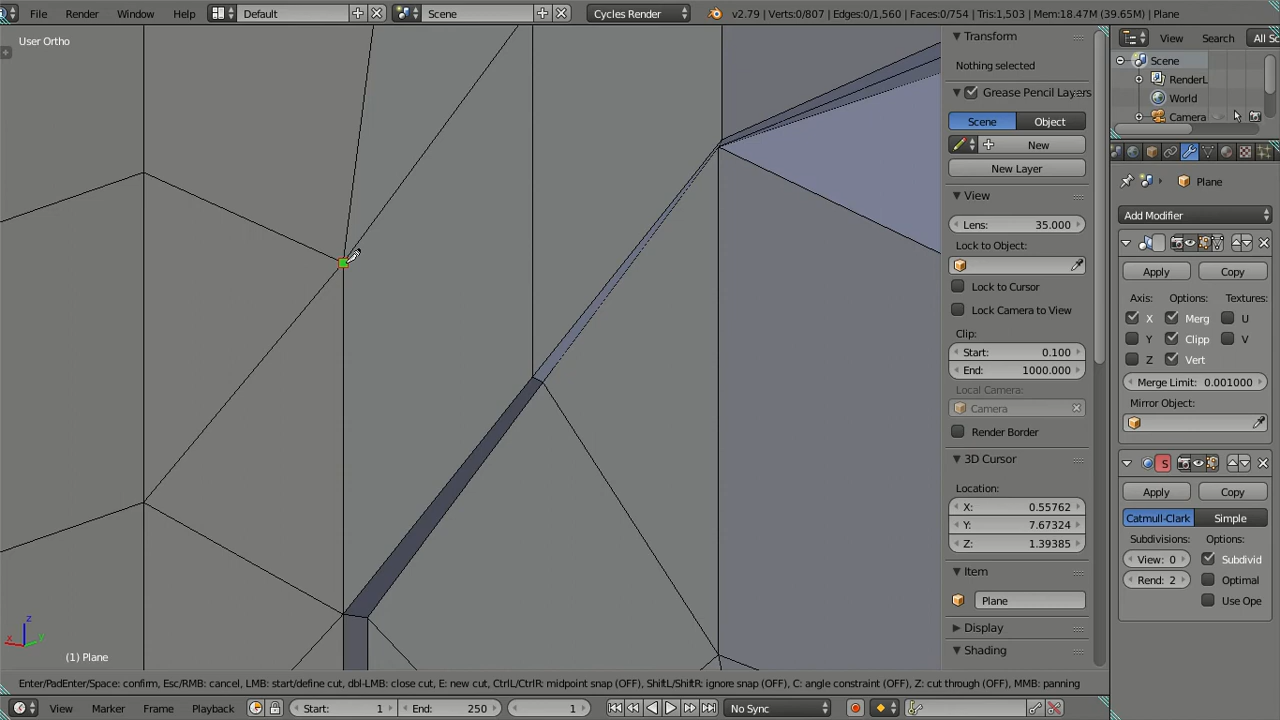 File Render Window Help Default Scene Cycles Render v2.79 | Verts:0/807 | Edges:0/1,560 | Faces:0/754 | Tris:1,503 | Mem:18.47M (39.65M) | Plane
User Ortho
Transform
Nothing selected
Grease Pencil Layers
Scene Object
New
New Layer
View
Lens: 35.000
Lock to Object:
Lock to Cursor
Lock Camera to View
Clip:
Start: 0.100
End: 1000.000
Local Camera:
Camera
Render Border
3D Cursor
Location:
X: 0.55762
Y: 7.67324
Z: 1.39385
Item
Plane
Display
Shading
View Search All Sc
Scene
RenderL
World
Camera
Plane
Add Modifier
Apply Copy
Axis: Options: Textures:
X Merg U
Y Clipp V
Z Vert
Merge Limit: 0.001000
Mirror Object:
S
Apply Copy
Catmull-Clark Simple
Subdivisions: Options:
View: 0 Subdivid
Rend: 2 Optimal
Use Ope
z
x y
(1) Plane
Enter/PadEnter/Space: confirm, Esc/RMB: cancel, LMB: start/define cut, dbl-LMB: close cut, E: new cut, CtrlL/CtrlR: midpoint snap (OFF), ShiftL/ShiftR: ignore snap (OFF), C: angle constraint (OFF), Z: cut through (OFF), MMB: panning
View Marker Frame Playback Start: 1 End: 250 1 No Sync